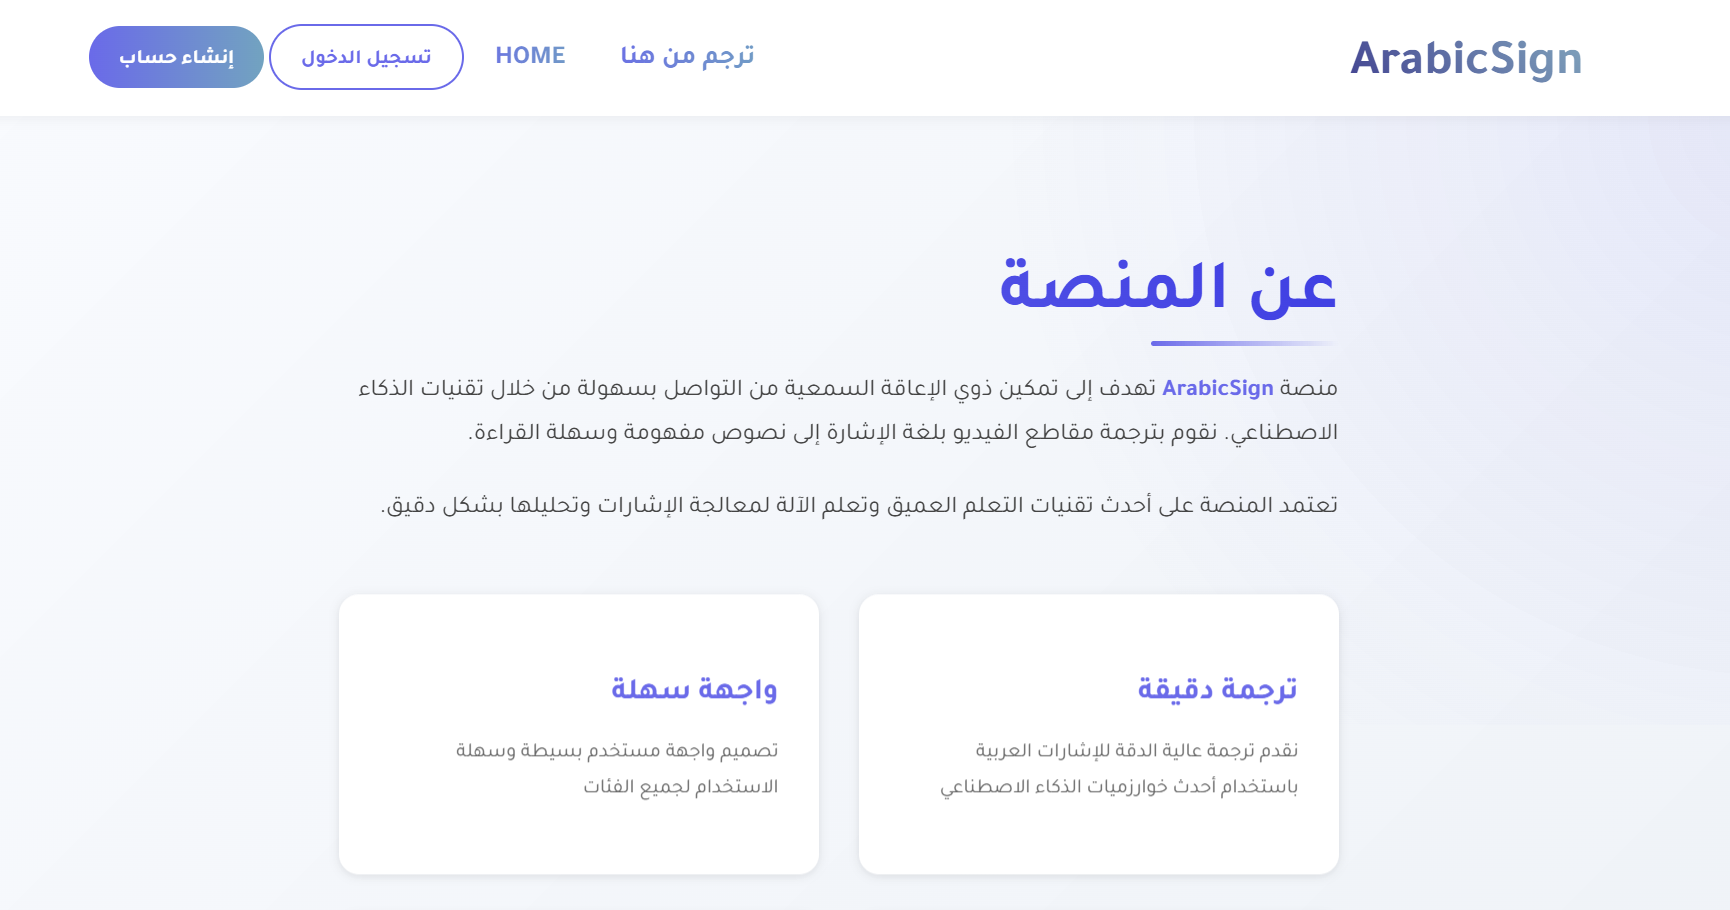 ArabicSign
ترجم من هنا
HOME
تسجيل الدخول
إنشاء حساب
عن المنصة
منصة ArabicSign تهدف إلى تمكين ذوي الإعاقة السمعية من التواصل بسهولة من خلال تقنيات الذكاء
الاصطناعي. نقوم بترجمة مقاطع الفيديو بلغة الإشارة إلى نصوص مفهومة وسهلة القراءة.
تعتمد المنصة على أحدث تقنيات التعلم العميق وتعلم الآلة لمعالجة الإشارات وتحليلها بشكل دقيق.
ترجمة دقيقة
نقدم ترجمة عالية الدقة للإشارات العربية
باستخدام أحدث خوارزميات الذكاء الاصطناعي
واجهة سهلة
تصميم واجهة مستخدم بسيطة وسهلة
الاستخدام لجميع الفئات